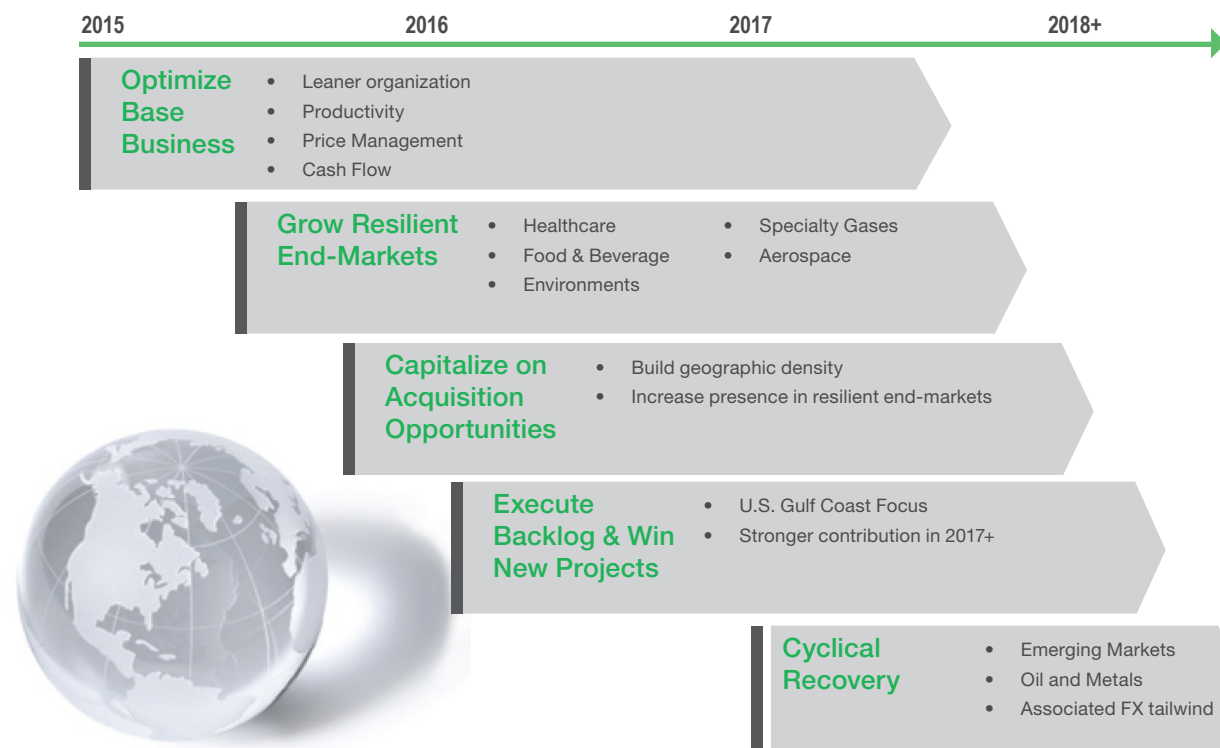 2015 2016 2017 2018+
Optimize
Base
Business
• Leaner organization
• Productivity
• Price Management
• Cash Flow
Grow Resilient
End-Markets
• Healthcare
• Food & Beverage
• Environments
• Specialty Gases
• Aerospace
Capitalize on
Acquisition
Opportunities
• Build geographic density
• Increase presence in resilient end-markets
Execute
Backlog & Win
New Projects
• U.S. Gulf Coast Focus
• Stronger contribution in 2017+
Cyclical
Recovery
• Emerging Markets
• Oil and Metals
• Associated FX tailwind